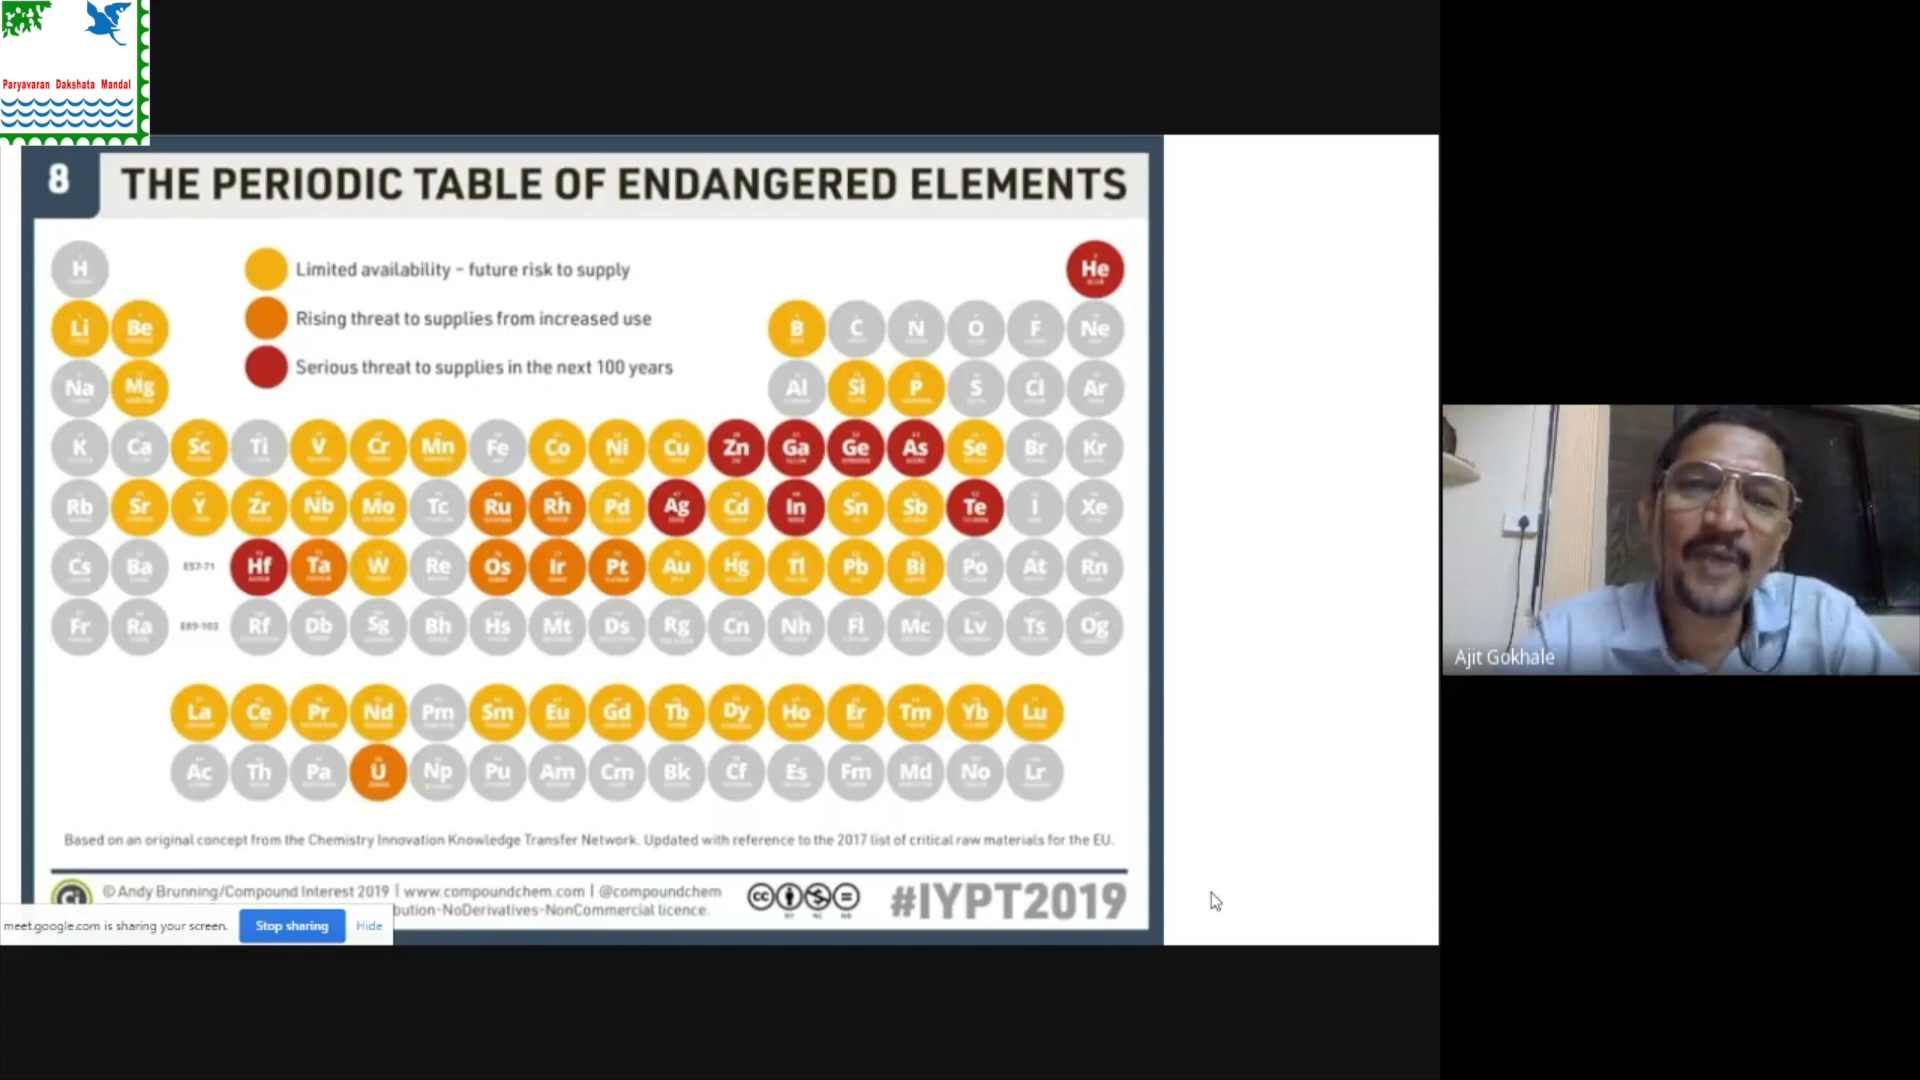 Paryavaran Dakshata Mandal
8 THE PERIODIC TABLE OF ENDANGERED ELEMENTS
Limited availability – future risk to supply
Rising threat to supplies from increased use
Serious threat to supplies in the next 100 years
H He
Li Be B C N O F Ne
Na Mg Al Si P S Cl Ar
K Ca Sc Ti V Cr Mn Fe Co Ni Cu Zn Ga Ge As Se Br Kr
Rb Sr Y Zr Nb Mo Tc Ru Rh Pd Ag Cd In Sn Sb Te I Xe
Cs Ba E57-71 Hf Ta W Re Os Ir Pt Au Hg Tl Pb Bi Po At Rn
Fr Ra E89-103 Rf Db Sg Bh Hs Mt Ds Rg Cn Nh Fl Mc Lv Ts Og
La Ce Pr Nd Pm Sm Eu Gd Tb Dy Ho Er Tm Yb Lu
Ac Th Pa U Np Pu Am Cm Bk Cf Es Fm Md No Lr
Based on an original concept from the Chemistry Innovation Knowledge Transfer Network. Updated with reference to the 2017 list of critical raw materials for the EU.
Ci © Andy Brunning/Compound Interest 2019 | www.compoundchem.com | @compoundchem
bution-NoDerivatives-NonCommercial licence.
cc
#IYPT2019
meet.google.com is sharing your screen. Stop sharing Hide
Ajit Gokhale